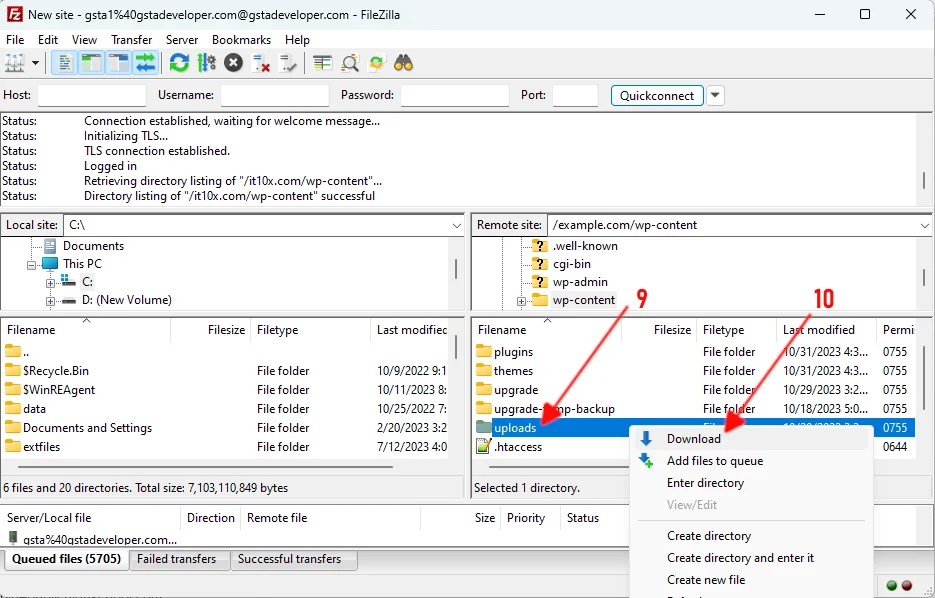 New site - gsta1%40gstadeveloper.com@gstadeveloper.com - FileZilla
File Edit View Transfer Server Bookmarks Help
Host: Username: Password: Port: Quickconnect
Status: Connection established, waiting for welcome message...
Status: Initializing TLS...
Status: TLS connection established.
Status: Logged in
Status: Retrieving directory listing of "/it10x.com/wp-content"...
Status: Directory listing of "/it10x.com/wp-content" successful
Local site: C:\
Documents
This PC
C:
D: (New Volume)
Filename Filesize Filetype Last modified
..
$Recycle.Bin File folder 10/9/2022 9:1
$WinREAgent File folder 10/11/2023 8:
data File folder 10/25/2022 7:
Documents and Settings File folder 2/20/2023 3:2
extfiles File folder 7/12/2023 4:0
6 files and 20 directories. Total size: 7,103,110,849 bytes
Remote site: /example.com/wp-content
.well-known
cgi-bin
wp-admin
wp-content
9
10
Filename Filesize Filetype Last modified Permi
plugins File folder 10/31/2023 4:3... 0755
themes File folder 10/31/2023 4:3... 0755
upgrade File folder 10/29/2023 3:2... 0755
File folder 10/18/2023 5:0... 0755
uploads 0755
.htaccess 0644
Selected 1 directory.
Download
Add files to queue
Enter directory
View/Edit
Create directory
Create directory and enter it
Create new file
Server/Local file Direction Remote file Size Priority Status
gsta%40gstadeveloper.com...
Queued files (5705) Failed transfers Successful transfers